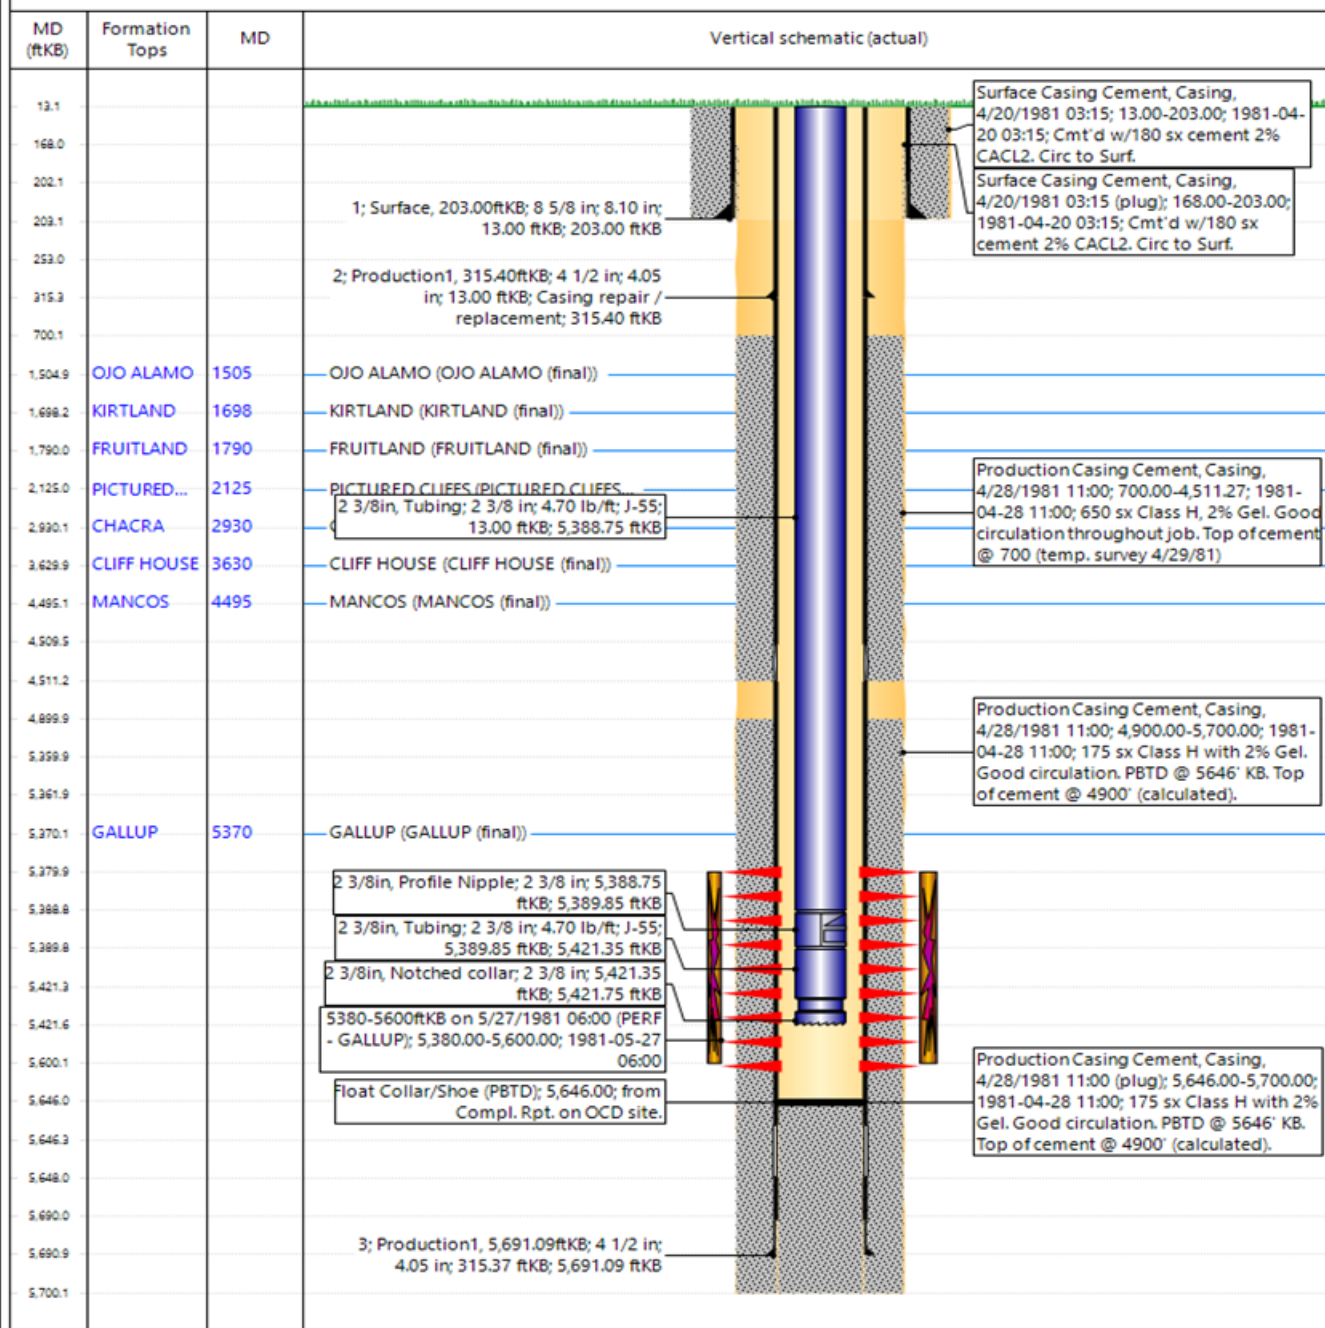 MD
(ftKB)
Formation
Tops
MD
Vertical schematic (actual)
13.1
168.0
202.1
203.1
253.0
315.3
700.1
1,504.9
1,698.2
1,790.0
2,125.0
2,930.1
3,629.9
4,495.1
4,509.5
4,511.2
4,899.9
5,359.9
5,361.9
5,370.1
5,379.9
5,388.8
5,389.8
5,421.3
5,421.6
5,600.1
5,646.0
5,646.3
5,648.0
5,690.0
5,690.9
5,700.1
OJO ALAMO 1505
KIRTLAND 1698
FRUITLAND 1790
PICTURED... 2125
CHACRA 2930
CLIFF HOUSE 3630
MANCOS 4495
GALLUP 5370
1; Surface, 203.00ftKB; 8 5/8 in; 8.10 in;
13.00 ftKB; 203.00 ftKB
2; Production1, 315.40ftKB; 4 1/2 in; 4.05
in; 13.00 ftKB; Casing repair /
replacement; 315.40 ftKB
OJO ALAMO (OJO ALAMO (final))
KIRTLAND (KIRTLAND (final))
FRUITLAND (FRUITLAND (final))
PICTURED CLIFFS (PICTURED CLIFFS...
2 3/8in, Tubing; 2 3/8 in; 4.70 lb/ft; J-55;
13.00 ftKB; 5,388.75 ftKB
CLIFF HOUSE (CLIFF HOUSE (final))
MANCOS (MANCOS (final))
GALLUP (GALLUP (final))
2 3/8in, Profile Nipple; 2 3/8 in; 5,388.75
ftKB; 5,389.85 ftKB
2 3/8in, Tubing; 2 3/8 in; 4.70 lb/ft; J-55;
5,389.85 ftKB; 5,421.35 ftKB
2 3/8in, Notched collar; 2 3/8 in; 5,421.35
ftKB; 5,421.75 ftKB
5380-5600ftKB on 5/27/1981 06:00 (PERF
- GALLUP); 5,380.00-5,600.00; 1981-05-27
06:00
Float Collar/Shoe (PBTD); 5,646.00; from
Compl. Rpt. on OCD site.
3; Production1, 5,691.09ftKB; 4 1/2 in;
4.05 in; 315.37 ftKB; 5,691.09 ftKB
Surface Casing Cement, Casing,
4/20/1981 03:15; 13.00-203.00; 1981-04-
20 03:15; Cmt'd w/180 sx cement 2%
CACL2. Circ to Surf.
Surface Casing Cement, Casing,
4/20/1981 03:15 (plug); 168.00-203.00;
1981-04-20 03:15; Cmt'd w/180 sx
cement 2% CACL2. Circ to Surf.
Production Casing Cement, Casing,
4/28/1981 11:00; 700.00-4,511.27; 1981-
04-28 11:00; 650 sx Class H, 2% Gel. Good
circulation throughout job. Top of cement
@ 700 (temp. survey 4/29/81)
Production Casing Cement, Casing,
4/28/1981 11:00; 4,900.00-5,700.00; 1981-
04-28 11:00; 175 sx Class H with 2% Gel.
Good circulation. PBTD @ 5646' KB. Top
of cement @ 4900' (calculated).
Production Casing Cement, Casing,
4/28/1981 11:00 (plug); 5,646.00-5,700.00;
1981-04-28 11:00; 175 sx Class H with 2%
Gel. Good circulation. PBTD @ 5646' KB.
Top of cement @ 4900' (calculated).